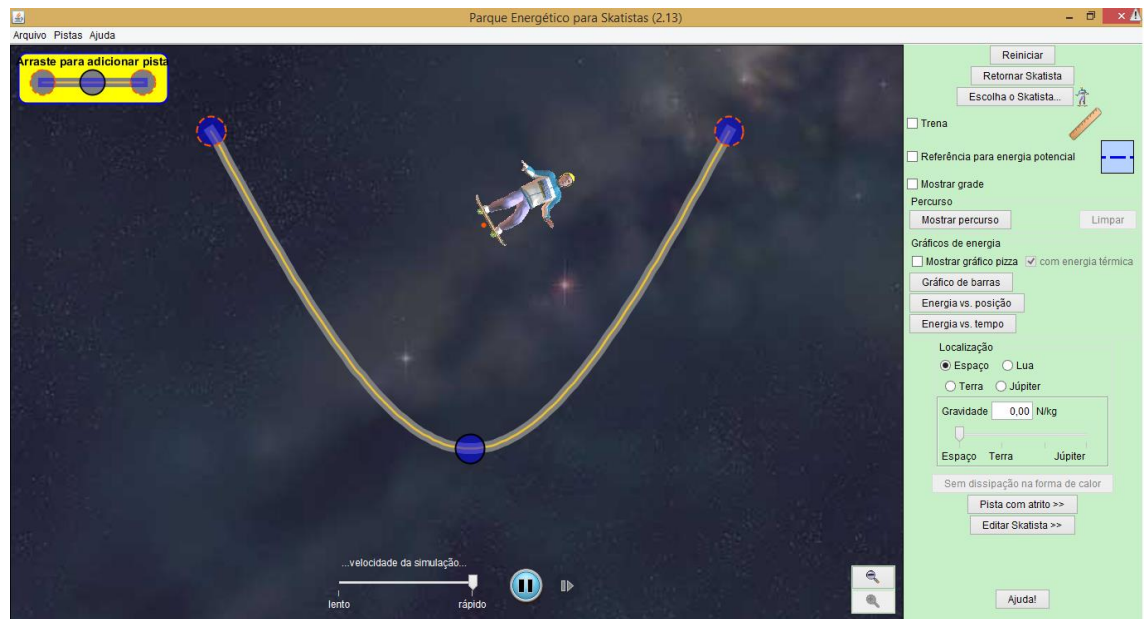 Parque Energético para Skatistas (2.13)
Arquivo Pistas Ajuda
Arraste para adicionar pista
Reiniciar
Retornar Skatista
Escolha o Skatista...
Trena
Referência para energia potencial
Mostrar grade
Percurso
Mostrar percurso Limpar
Gráficos de energia
Mostrar gráfico pizza com energia térmica
Gráfico de barras
Energia vs. posição
Energia vs. tempo
Localização
Espaço Lua
Terra Júpiter
Gravidade 0,00 N/kg
Espaço Terra Júpiter
Sem dissipação na forma de calor
Pista com atrito >>
Editar Skatista >>
Ajuda!
...velocidade da simulação...
lento rápido